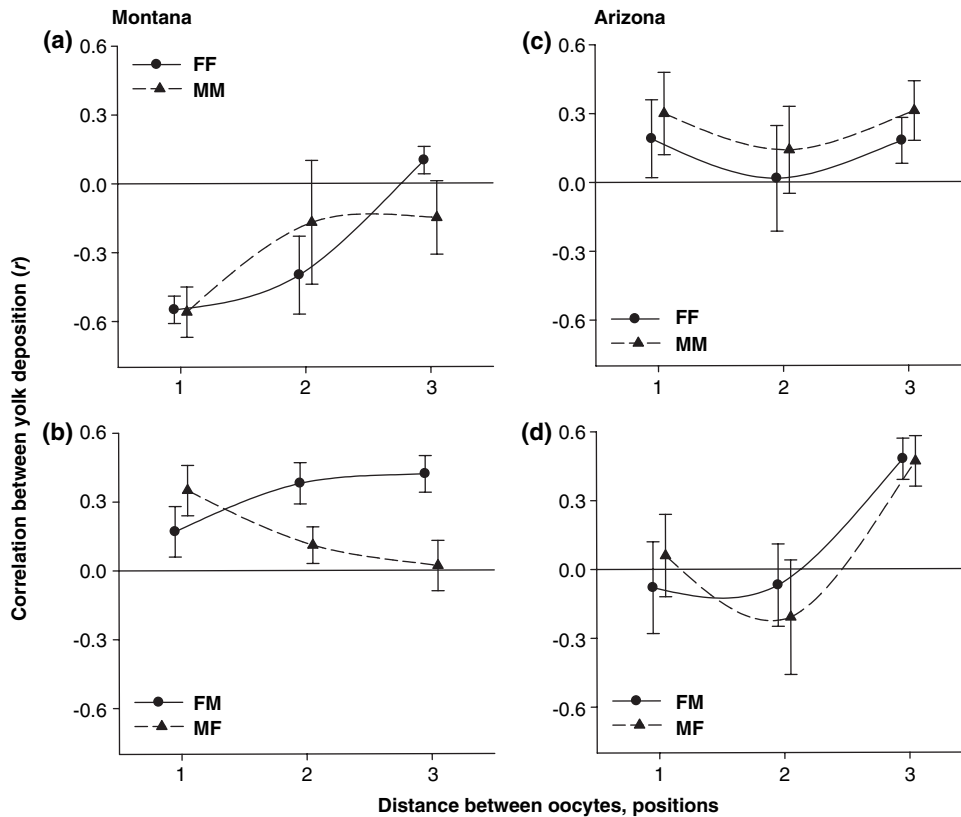 Montana
(a)
0.6
0.3
0.0
-0.3
-0.6
FF
MM
1 2 3
Arizona
(c)
0.6
0.3
0.0
-0.3
-0.6
FF
MM
1 2 3
(b)
0.6
0.3
0.0
-0.3
-0.6
FM
MF
1 2 3
(d)
0.6
0.3
0.0
-0.3
-0.6
FM
MF
1 2 3
Correlation between yolk deposition (r)
Distance between oocytes, positions